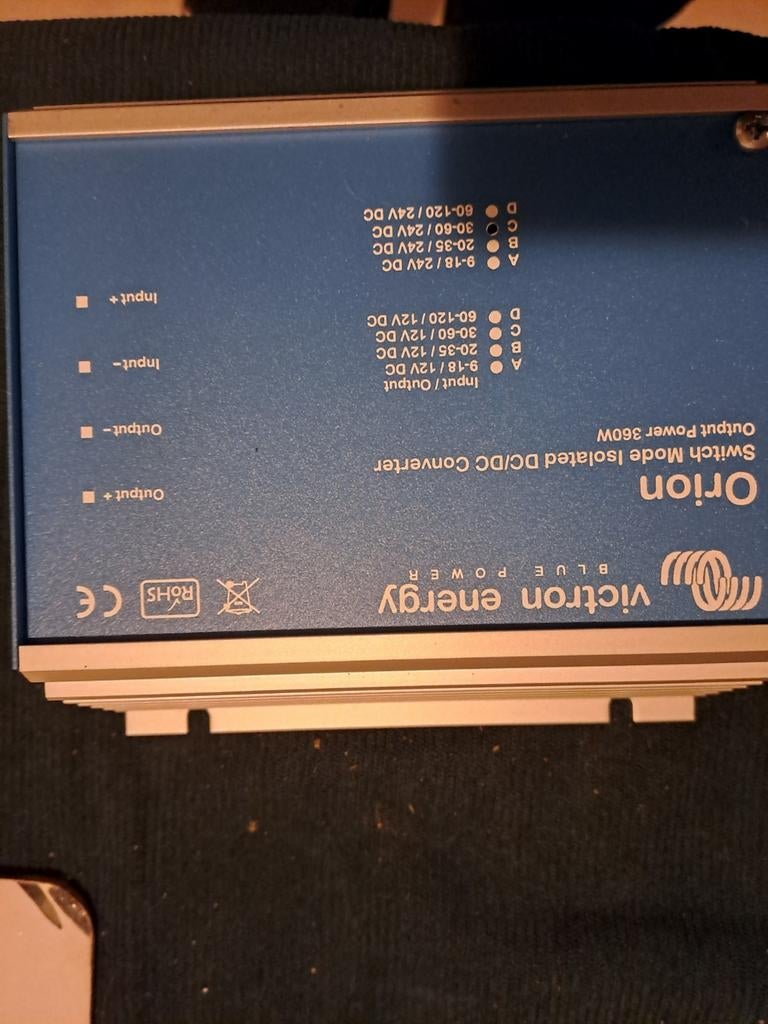 victron energy
BLUE POWER
RoHS
CE
Orion
Switch Mode Isolated DC/DC Converter
Output Power 360W
Input / Output
A 9-18 / 12V DC
B 20-35 / 12V DC
C 30-60 / 12V DC
D 60-120 / 12V DC
A 9-18 / 24V DC
B 20-35 / 24V DC
C 30-60 / 24V DC
D 60-120 / 24V DC
Output +
Output -
Input -
Input +